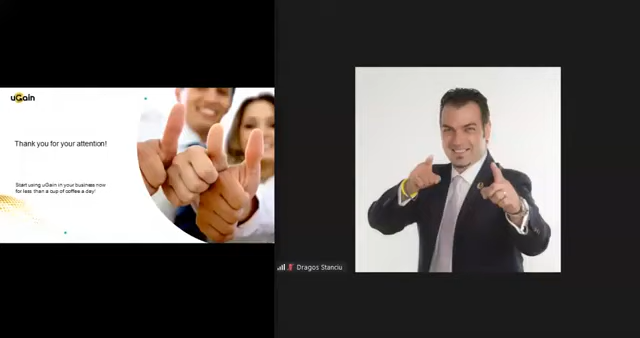 uGain
Thank you for your attention!
Start using uGain in your business now
for less than a cup of coffee a day!
Dragos Stanciu